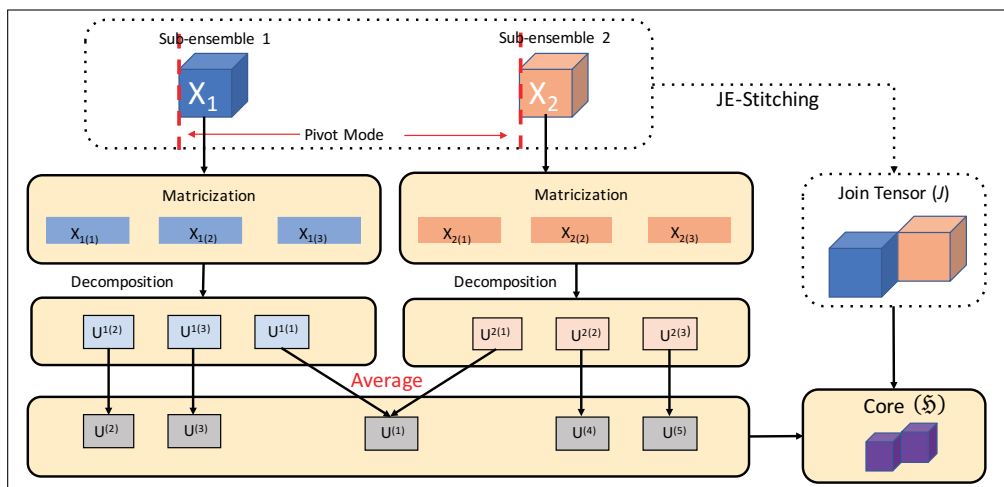 Sub-ensemble 1
Sub-ensemble 2
X₁
X₂
JE-Stitching
Pivot Mode
Matricization
Matricization
Join Tensor (J)
X₁₍₁₎ X₁₍₂₎ X₁₍₃₎
X₂₍₁₎ X₂₍₂₎ X₂₍₃₎
Decomposition
Decomposition
U¹⁽²⁾ U¹⁽³⁾ U¹⁽¹⁾
U²⁽¹⁾ U²⁽²⁾ U²⁽³⁾
Average
Core (ℌ)
U⁽²⁾ U⁽³⁾ U⁽¹⁾ U⁽⁴⁾ U⁽⁵⁾